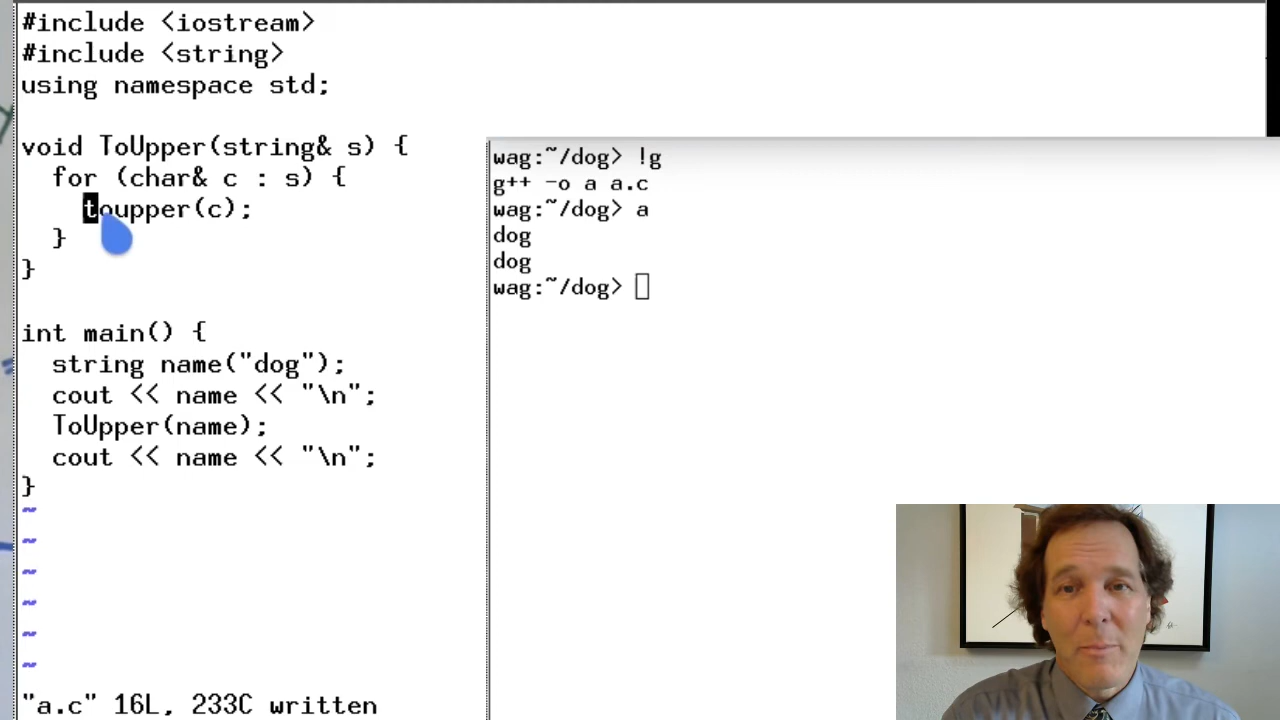 #include <iostream>
#include <string>
using namespace std;
void ToUpper(string& s) {
for (char& c : s) {
toupper(c);
}
}
int main() {
string name("dog");
cout << name << "\n";
ToUpper(name);
cout << name << "\n";
}
~
~
~
~
~
~
"a.c" 16L, 233C written
wag:~/dog> !g
g++ -o a a.c
wag:~/dog> a
dog
dog
wag:~/dog>